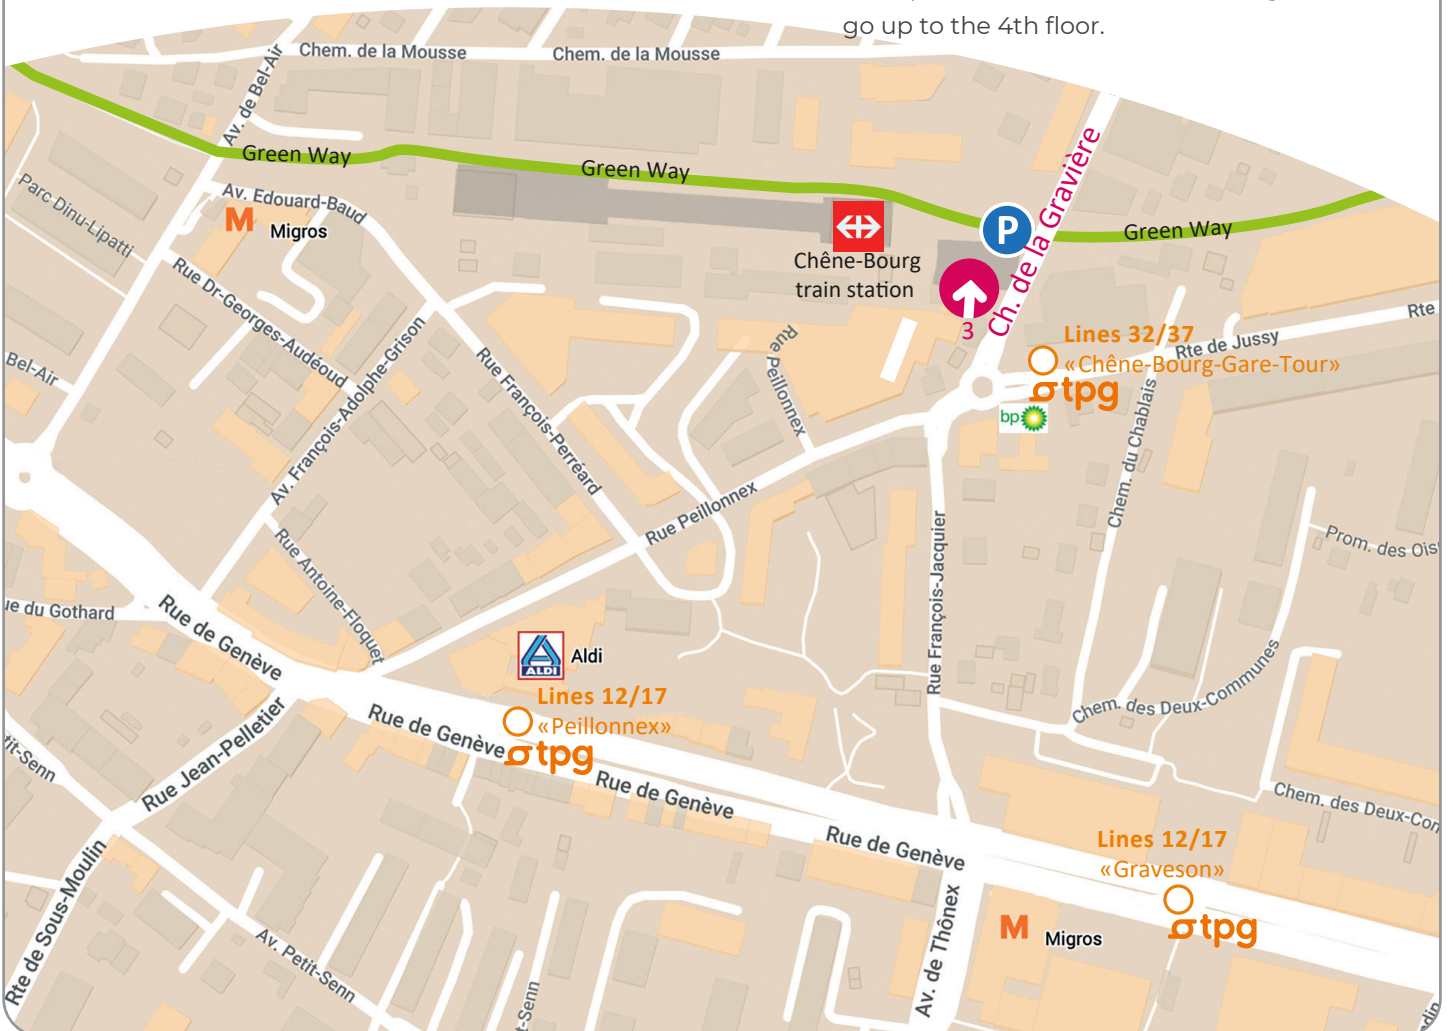 go up to the 4th floor.
Chem. de la Mousse
Chem. de la Mousse
Av. de Bel-Air
Green Way
Green Way
Green Way
Ch. de la Gravière
Parc Dinu-Lipatti
Av. Edouard-Baud
M
Migros
P
Chêne-Bourg
train station
3
Rue Dr-Georges-Audéoud
Av. François-Adolphe-Grison
Rue François-Perréard
Rue Peillonnex
Lines 32/37
«Chêne-Bourg-Gare-Tour»
tpg
bp
Rte de Jussy
Rte
Bel-Air
Chem. du Chablais
Rue Peillonnex
Rue Antoine-Floquet
Rue François-Jacquier
Prom. des Ois
ue du Gothard
Rue de Genève
ALDI
Aldi
Lines 12/17
«Peillonnex»
tpg
Chem. des Deux-Communes
Rue de Genève
Rue Jean-Pelletier
tit-Senn
Rue de Genève
Chem. des Deux-Con
Rue de Genève
Lines 12/17
«Graveson»
tpg
Rte de Sous-Moulin
Av. Petit-Senn
t-Senn
Av. de Thônex
M
Migros